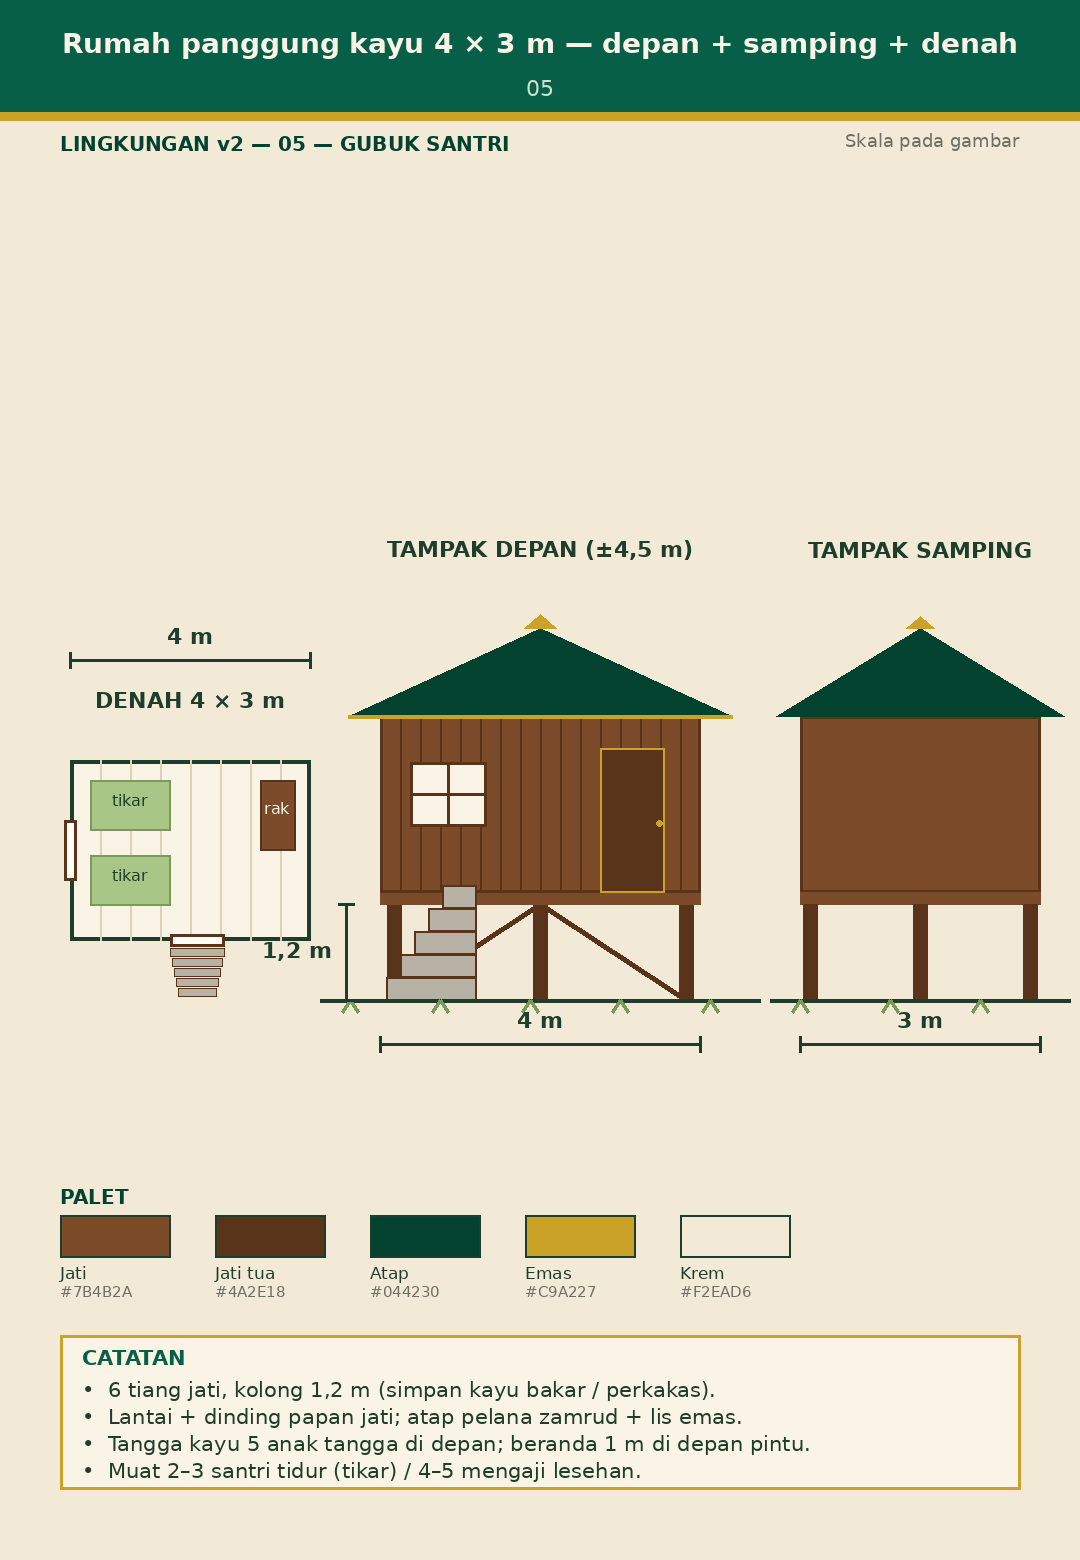 Rumah panggung kayu 4 × 3 m — depan + samping + denah
05
LINGKUNGAN v2 — 05 — GUBUK SANTRI
Skala pada gambar
TAMPAK DEPAN (±4,5 m)
TAMPAK SAMPING
4 m
DENAH 4 × 3 m
tikar
rak
tikar
1,2 m
4 m
3 m
PALET
Jati
#7B4B2A
Jati tua
#4A2E18
Atap
#044230
Emas
#C9A227
Krem
#F2EAD6
CATATAN
• 6 tiang jati, kolong 1,2 m (simpan kayu bakar / perkakas).
• Lantai + dinding papan jati; atap pelana zamrud + lis emas.
• Tangga kayu 5 anak tangga di depan; beranda 1 m di depan pintu.
• Muat 2–3 santri tidur (tikar) / 4–5 mengaji lesehan.